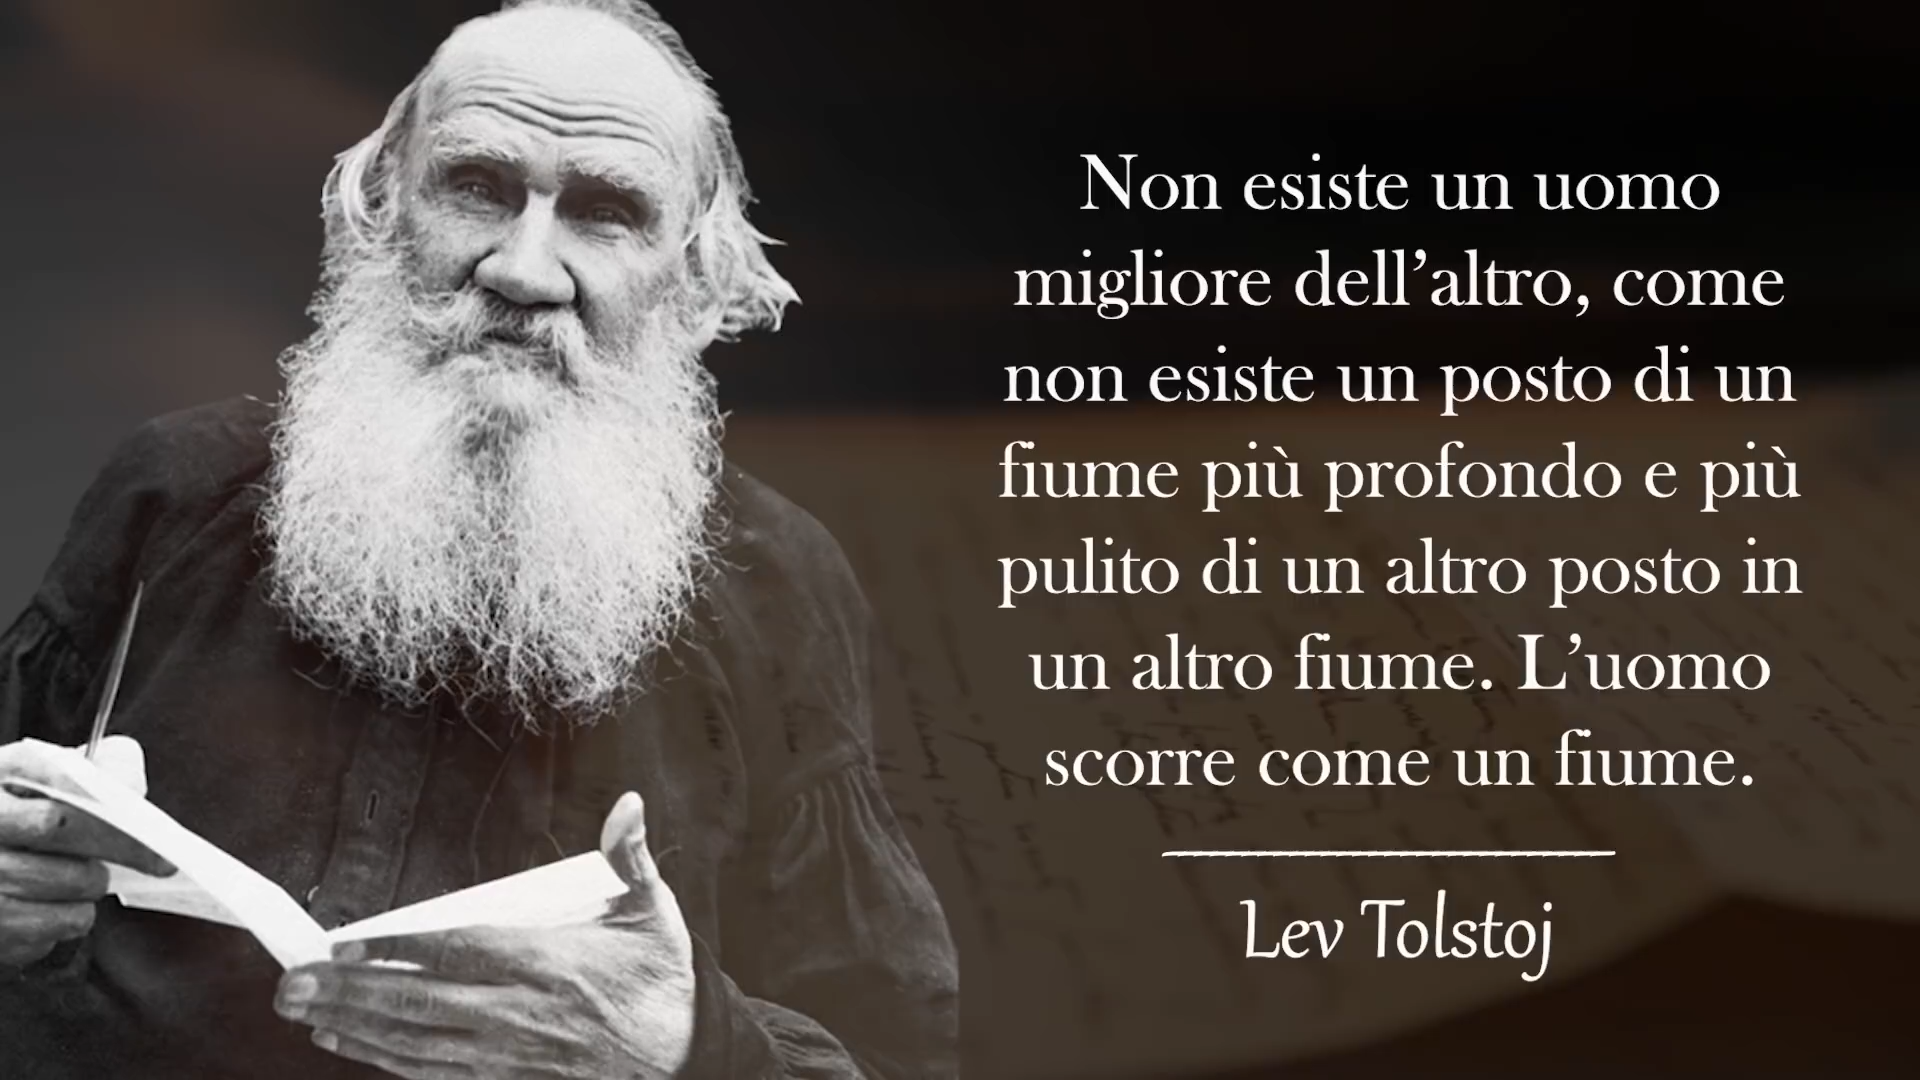 Non esiste un uomo
migliore dell’altro, come
non esiste un posto di un
fiume più profondo e più
pulito di un altro posto in
un altro fiume. L’uomo
scorre come un fiume.
Lev Tolstoj